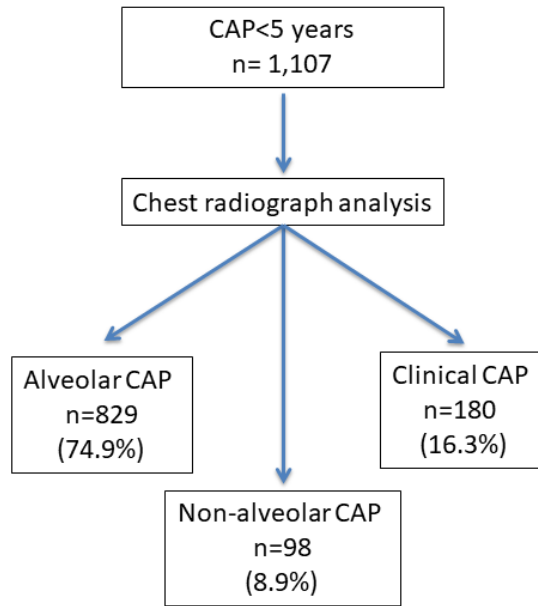 CAP<5 years
n= 1,107
Chest radiograph analysis
Alveolar CAP
n=829
(74.9%)
Clinical CAP
n=180
(16.3%)
Non-alveolar CAP
n=98
(8.9%)